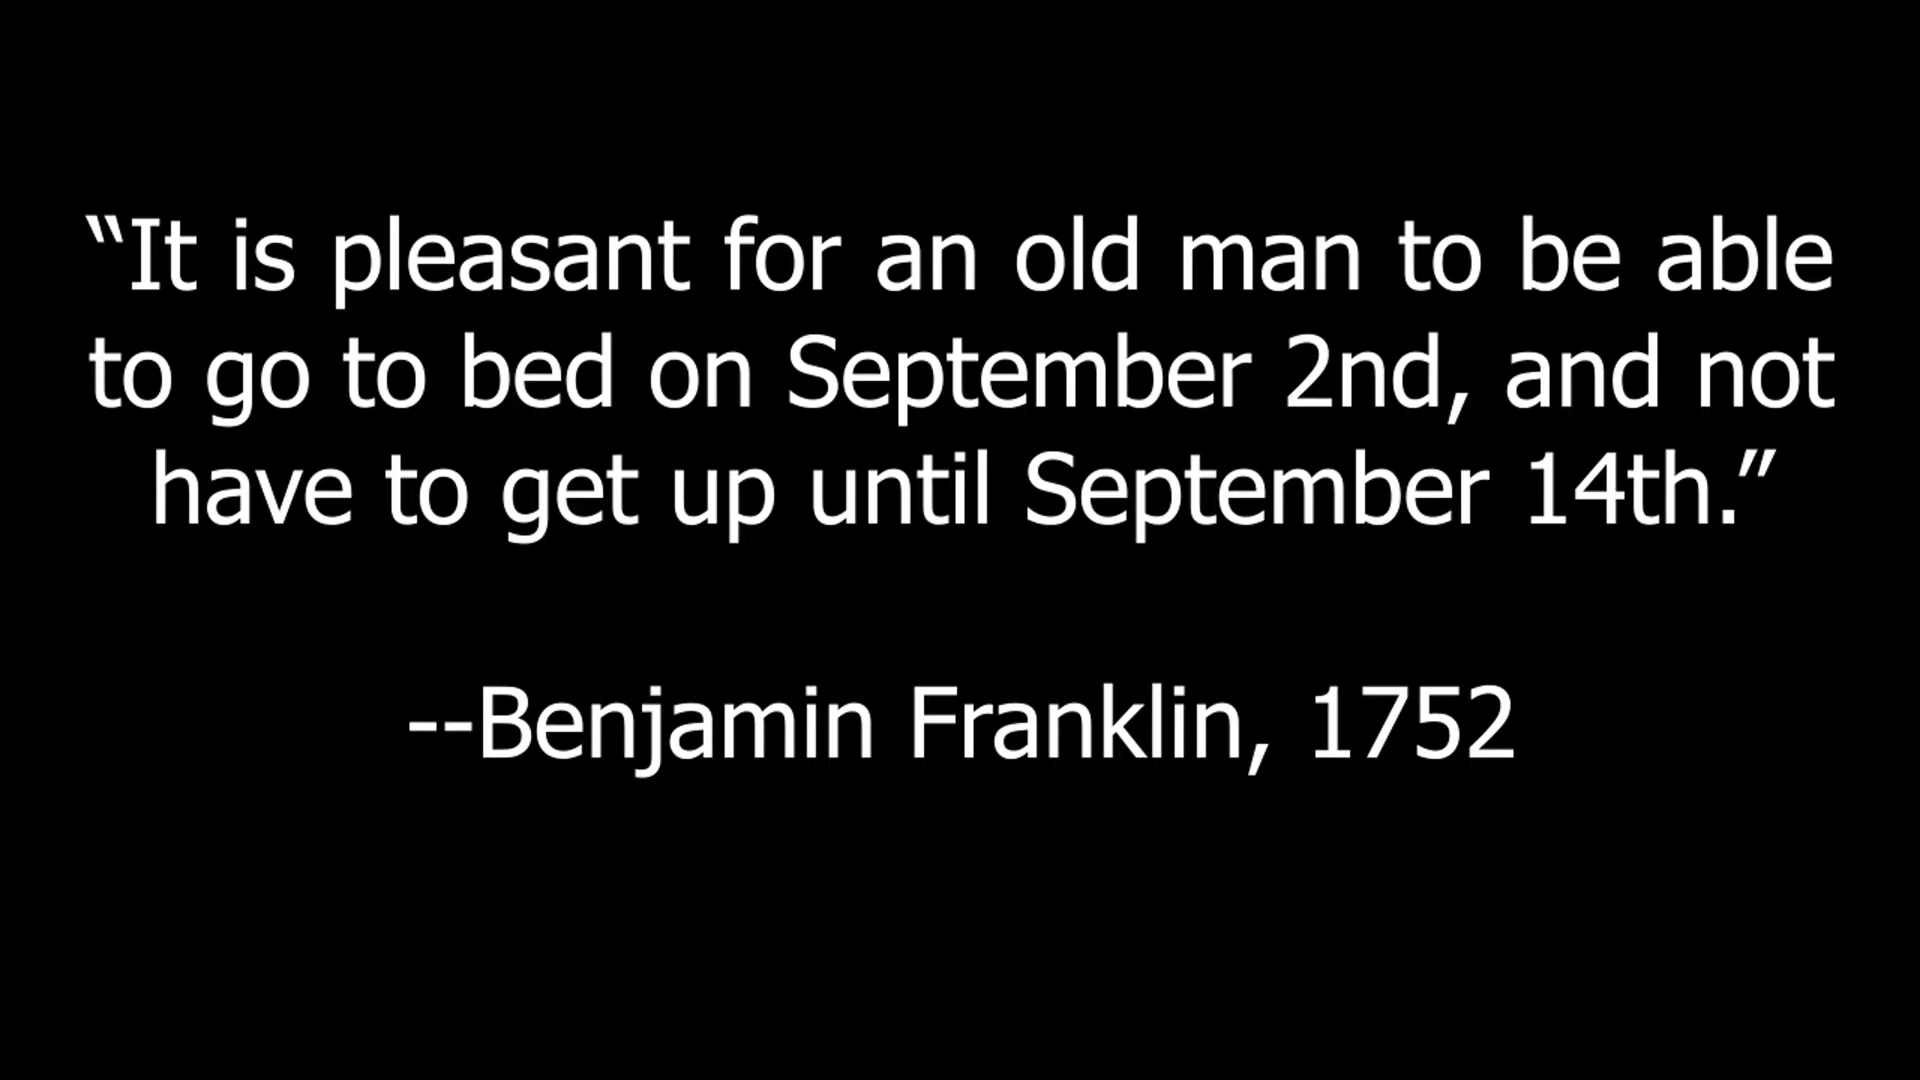 “It is pleasant for an old man to be able
to go to bed on September 2nd, and not
have to get up until September 14th.”
--Benjamin Franklin, 1752